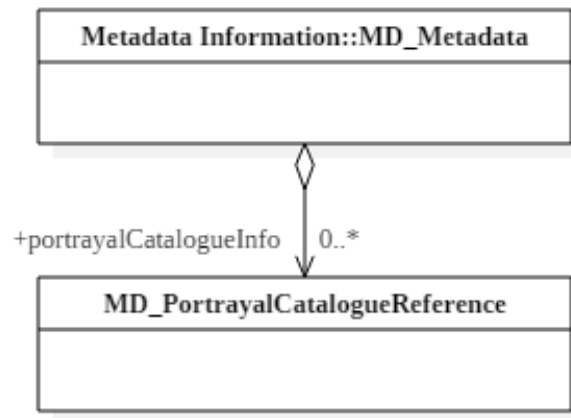 Metadata Information::MD_Metadata
+portrayalCatalogueInfo 0..*
MD_PortrayalCatalogueReference